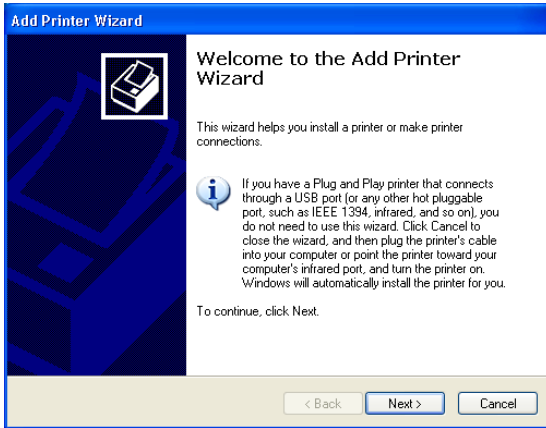 Add Printer Wizard
Welcome to the Add Printer
Wizard
This wizard helps you install a printer or make printer
connections.
If you have a Plug and Play printer that connects
through a USB port (or any other hot pluggable
port, such as IEEE 1394, infrared, and so on), you
do not need to use this wizard. Click Cancel to
close the wizard, and then plug the printer's cable
into your computer or point the printer toward your
computer's infrared port, and turn the printer on.
Windows will automatically install the printer for you.
To continue, click Next.
< Back Next > Cancel